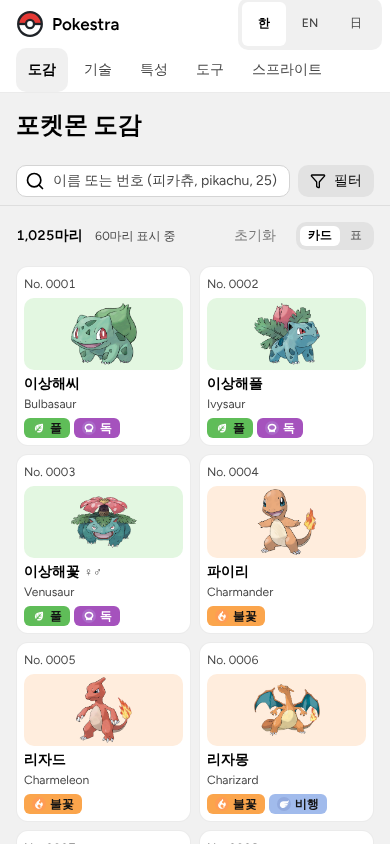 Pokestra
한 EN 日
도감 기술 특성 도구 스프라이트
포켓몬 도감
이름 또는 번호 (피카츄, pikachu, 25) 필터
1,025마리 60마리 표시 중 초기화 카드 표
No. 0001
이상해씨
Bulbasaur
풀 독
No. 0002
이상해풀
Ivysaur
풀 독
No. 0003
이상해꽃 ♀♂
Venusaur
풀 독
No. 0004
파이리
Charmander
불꽃
No. 0005
리자드
Charmeleon
불꽃
No. 0006
리자몽
Charizard
불꽃 비행